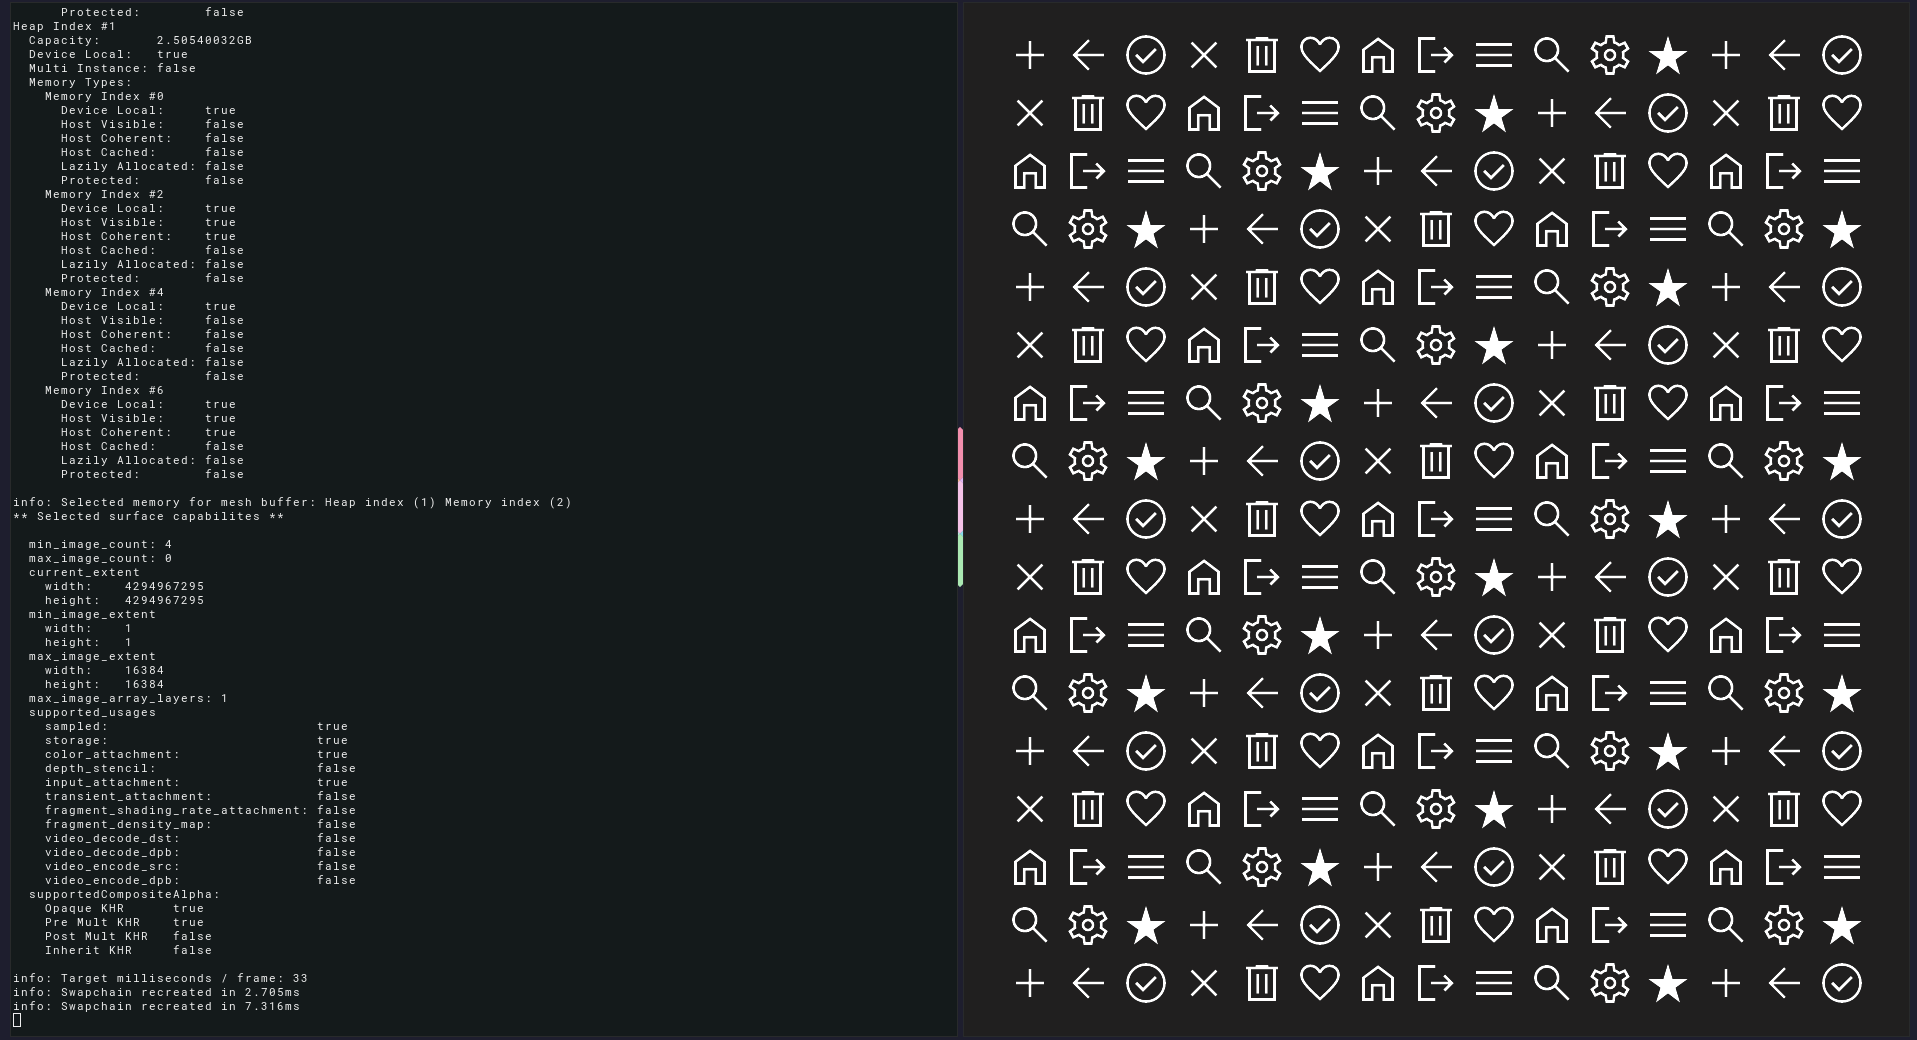 Protected: false
Heap Index #1
Capacity: 2.50540032GB
Device Local: true
Multi Instance: false
Memory Types:
Memory Index #0
Device Local: true
Host Visible: false
Host Coherent: false
Host Cached: false
Lazily Allocated: false
Protected: false
Memory Index #2
Device Local: true
Host Visible: true
Host Coherent: true
Host Cached: false
Lazily Allocated: false
Protected: false
Memory Index #4
Device Local: true
Host Visible: false
Host Coherent: false
Host Cached: false
Lazily Allocated: false
Protected: false
Memory Index #6
Device Local: true
Host Visible: true
Host Coherent: true
Host Cached: false
Lazily Allocated: false
Protected: false
info: Selected memory for mesh buffer: Heap index (1) Memory index (2)
** Selected surface capabilites **
min_image_count: 4
max_image_count: 0
current_extent
width: 4294967295
height: 4294967295
min_image_extent
width: 1
height: 1
max_image_extent
width: 16384
height: 16384
max_image_array_layers: 1
supported_usages
sampled: true
storage: true
color_attachment: true
depth_stencil: false
input_attachment: true
transient_attachment: false
fragment_shading_rate_attachment: false
fragment_density_map: false
video_decode_dst: false
video_decode_dpb: false
video_encode_src: false
video_encode_dpb: false
supportedCompositeAlpha:
Opaque KHR true
Pre Mult KHR true
Post Mult KHR false
Inherit KHR false
info: Target milliseconds / frame: 33
info: Swapchain recreated in 2.705ms
info: Swapchain recreated in 7.316ms